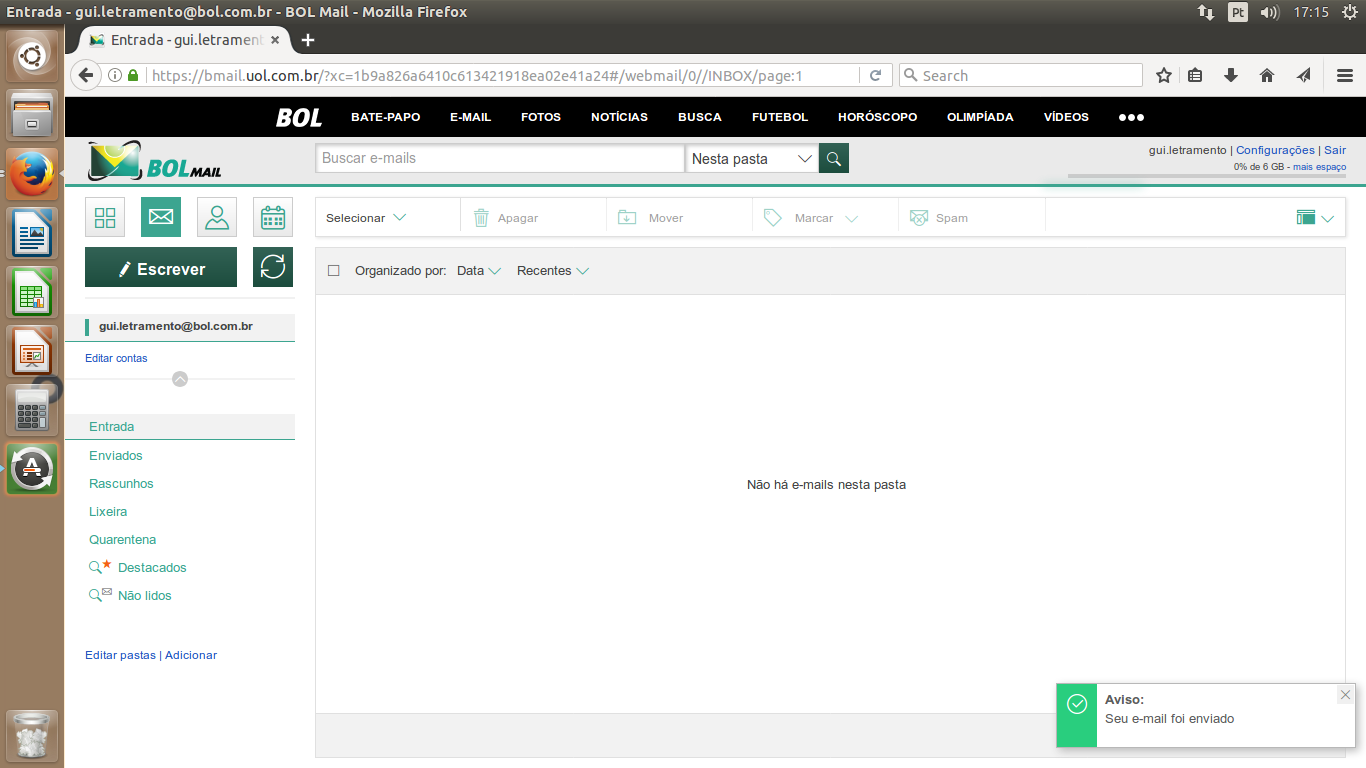 Entrada - gui.letramento@bol.com.br - BOL Mail - Mozilla Firefox
Pt
17:15
Entrada - gui.letrament
https://bmail.uol.com.br/?xc=1b9a826a6410c613421918ea02e41a24#/webmail/0//INBOX/page:1
Search
BOL BATE-PAPO E-MAIL FOTOS NOTÍCIAS BUSCA FUTEBOL HORÓSCOPO OLIMPÍADA VÍDEOS
BOL MAIL
Buscar e-mails
Nesta pasta
gui.letramento | Configurações | Sair
0% de 6 GB - mais espaço
Selecionar Apagar Mover Marcar Spam
Escrever
Organizado por: Data Recentes
gui.letramento@bol.com.br
Editar contas
Entrada
Enviados
Rascunhos
Lixeira
Quarentena
Destacados
Não lidos
Editar pastas | Adicionar
Não há e-mails nesta pasta
Aviso:
Seu e-mail foi enviado